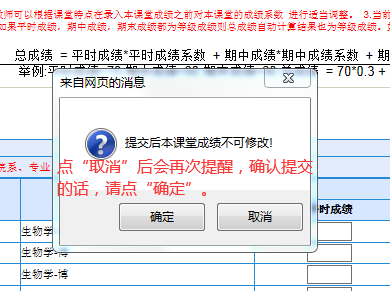 教师可以根据课堂特点在录入本课堂成绩之前对本课堂的成绩系数 进行适当调整。 3.当前
如果平时成绩，期中成绩，期末成绩都为等级成绩则总成绩自动计算结果也为等级成绩，
总成绩 =平时成绩*平时成绩系数 + 期中成绩*期中成绩系数 + 期
= 70*0.3 +
来自网页的消息
提交后本课堂成绩不可修改!
点“取消”后会再次提醒，确认提交
的话，请点“确定”。
确定
取消
院系、专业
时成绩
生物学-博
生物学-博
生物学-博